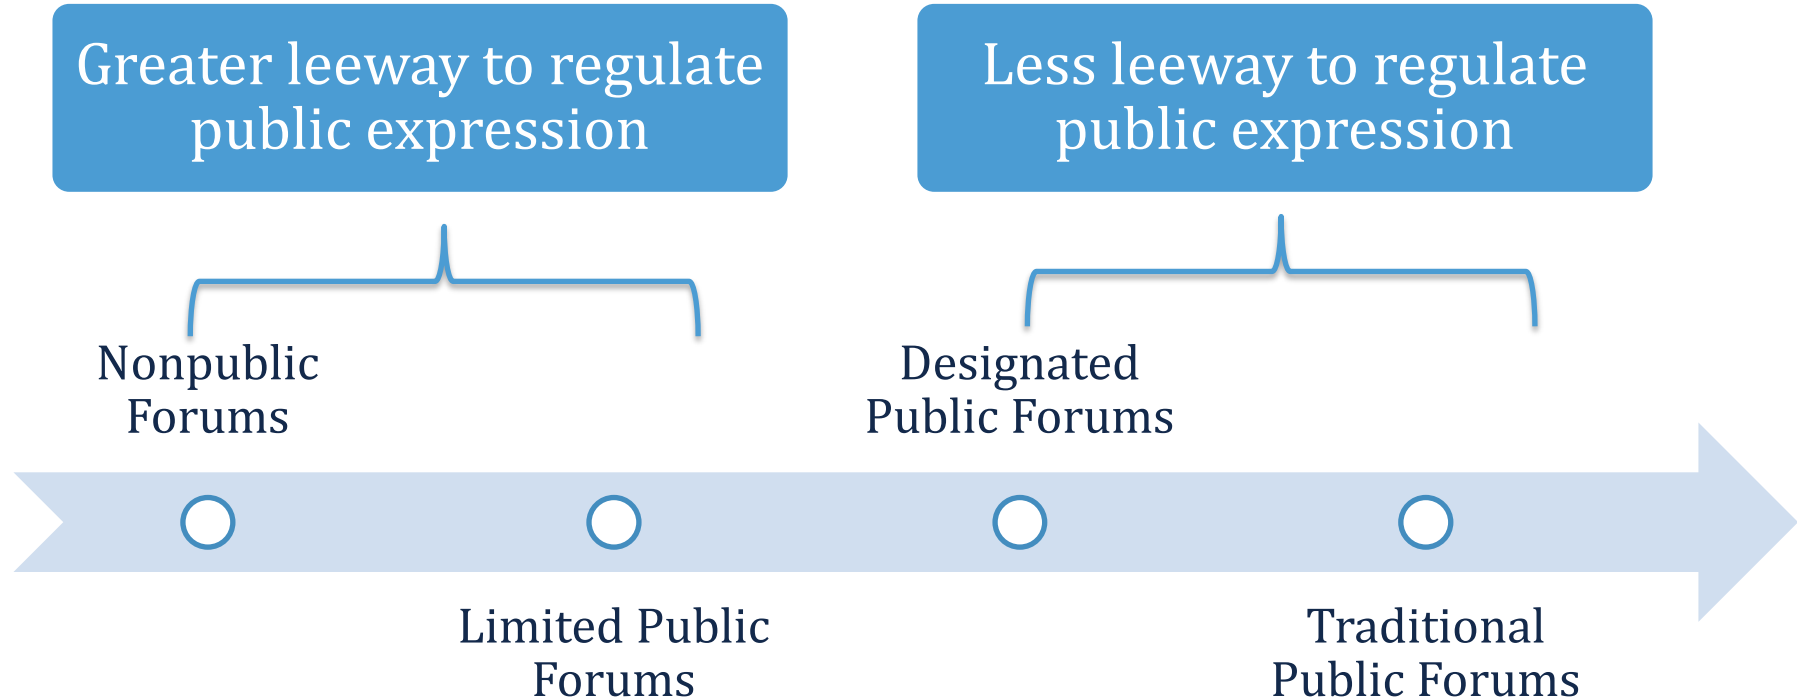 Greater leeway to regulate
public expression
Less leeway to regulate
public expression
Nonpublic
Forums
Limited Public
Forums
Designated
Public Forums
Traditional
Public Forums